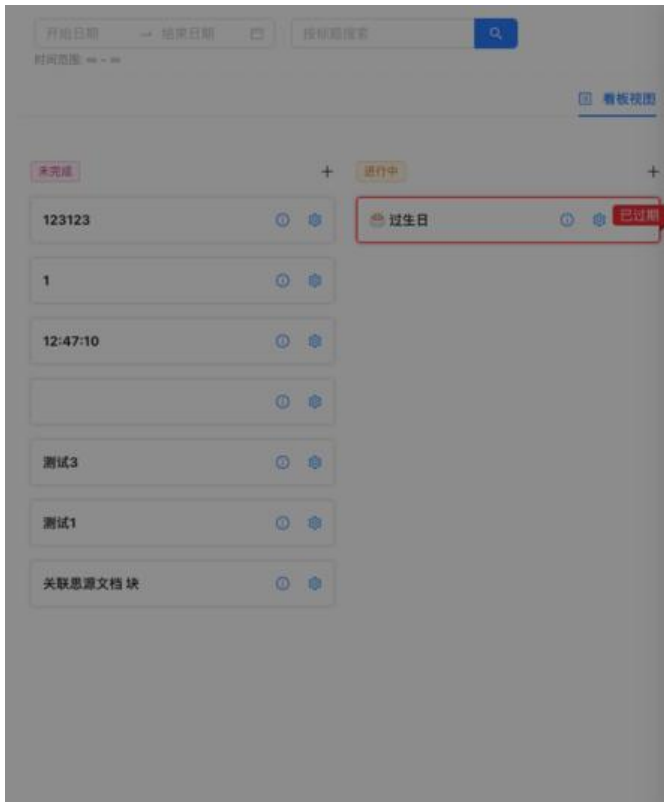 开始日期 → 结束日期 按标题搜索
时间范围: ∞ ~ ∞
看板视图
未完成 +
进行中 +
123123
🎂 过生日 已过期
1
12:47:10
测试3
测试1
关联思源文档 块